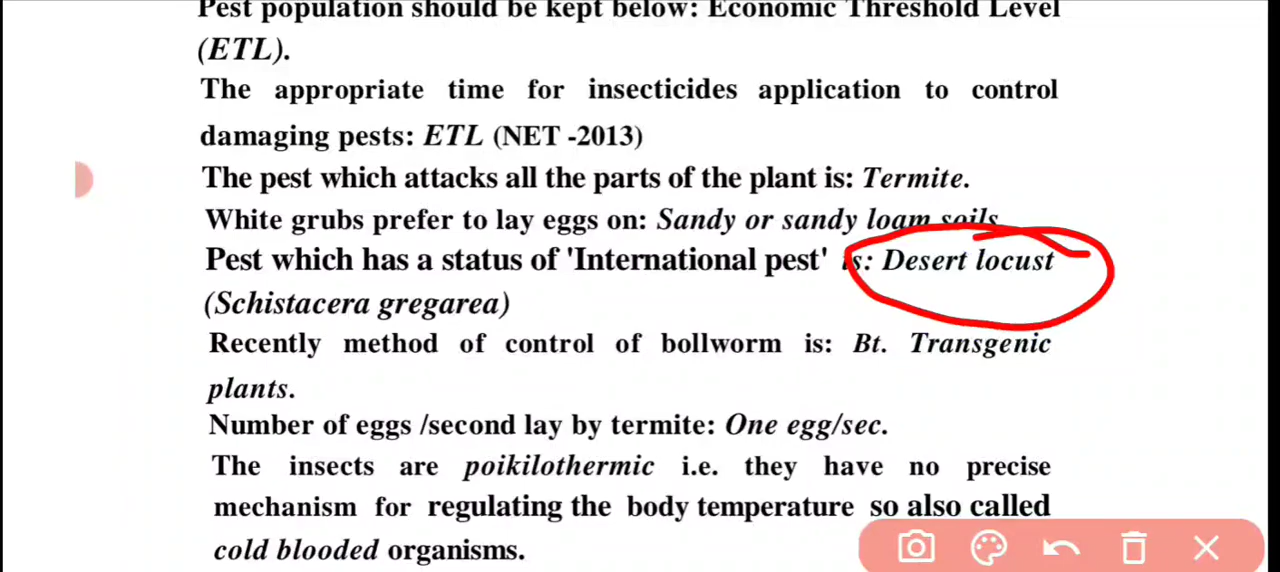 Pest population should be kept below: Economic Threshold Level
(ETL).
The appropriate time for insecticides application to control
damaging pests: ETL (NET -2013)
The pest which attacks all the parts of the plant is: Termite.
White grubs prefer to lay eggs on: Sandy or sandy loam soils
Pest which has a status of 'International pest' is: Desert locust
(Schistacera gregarea)
Recently method of control of bollworm is: Bt. Transgenic
plants.
Number of eggs /second lay by termite: One egg/sec.
The insects are poikilothermic i.e. they have no precise
mechanism for regulating the body temperature so also called
cold blooded organisms.